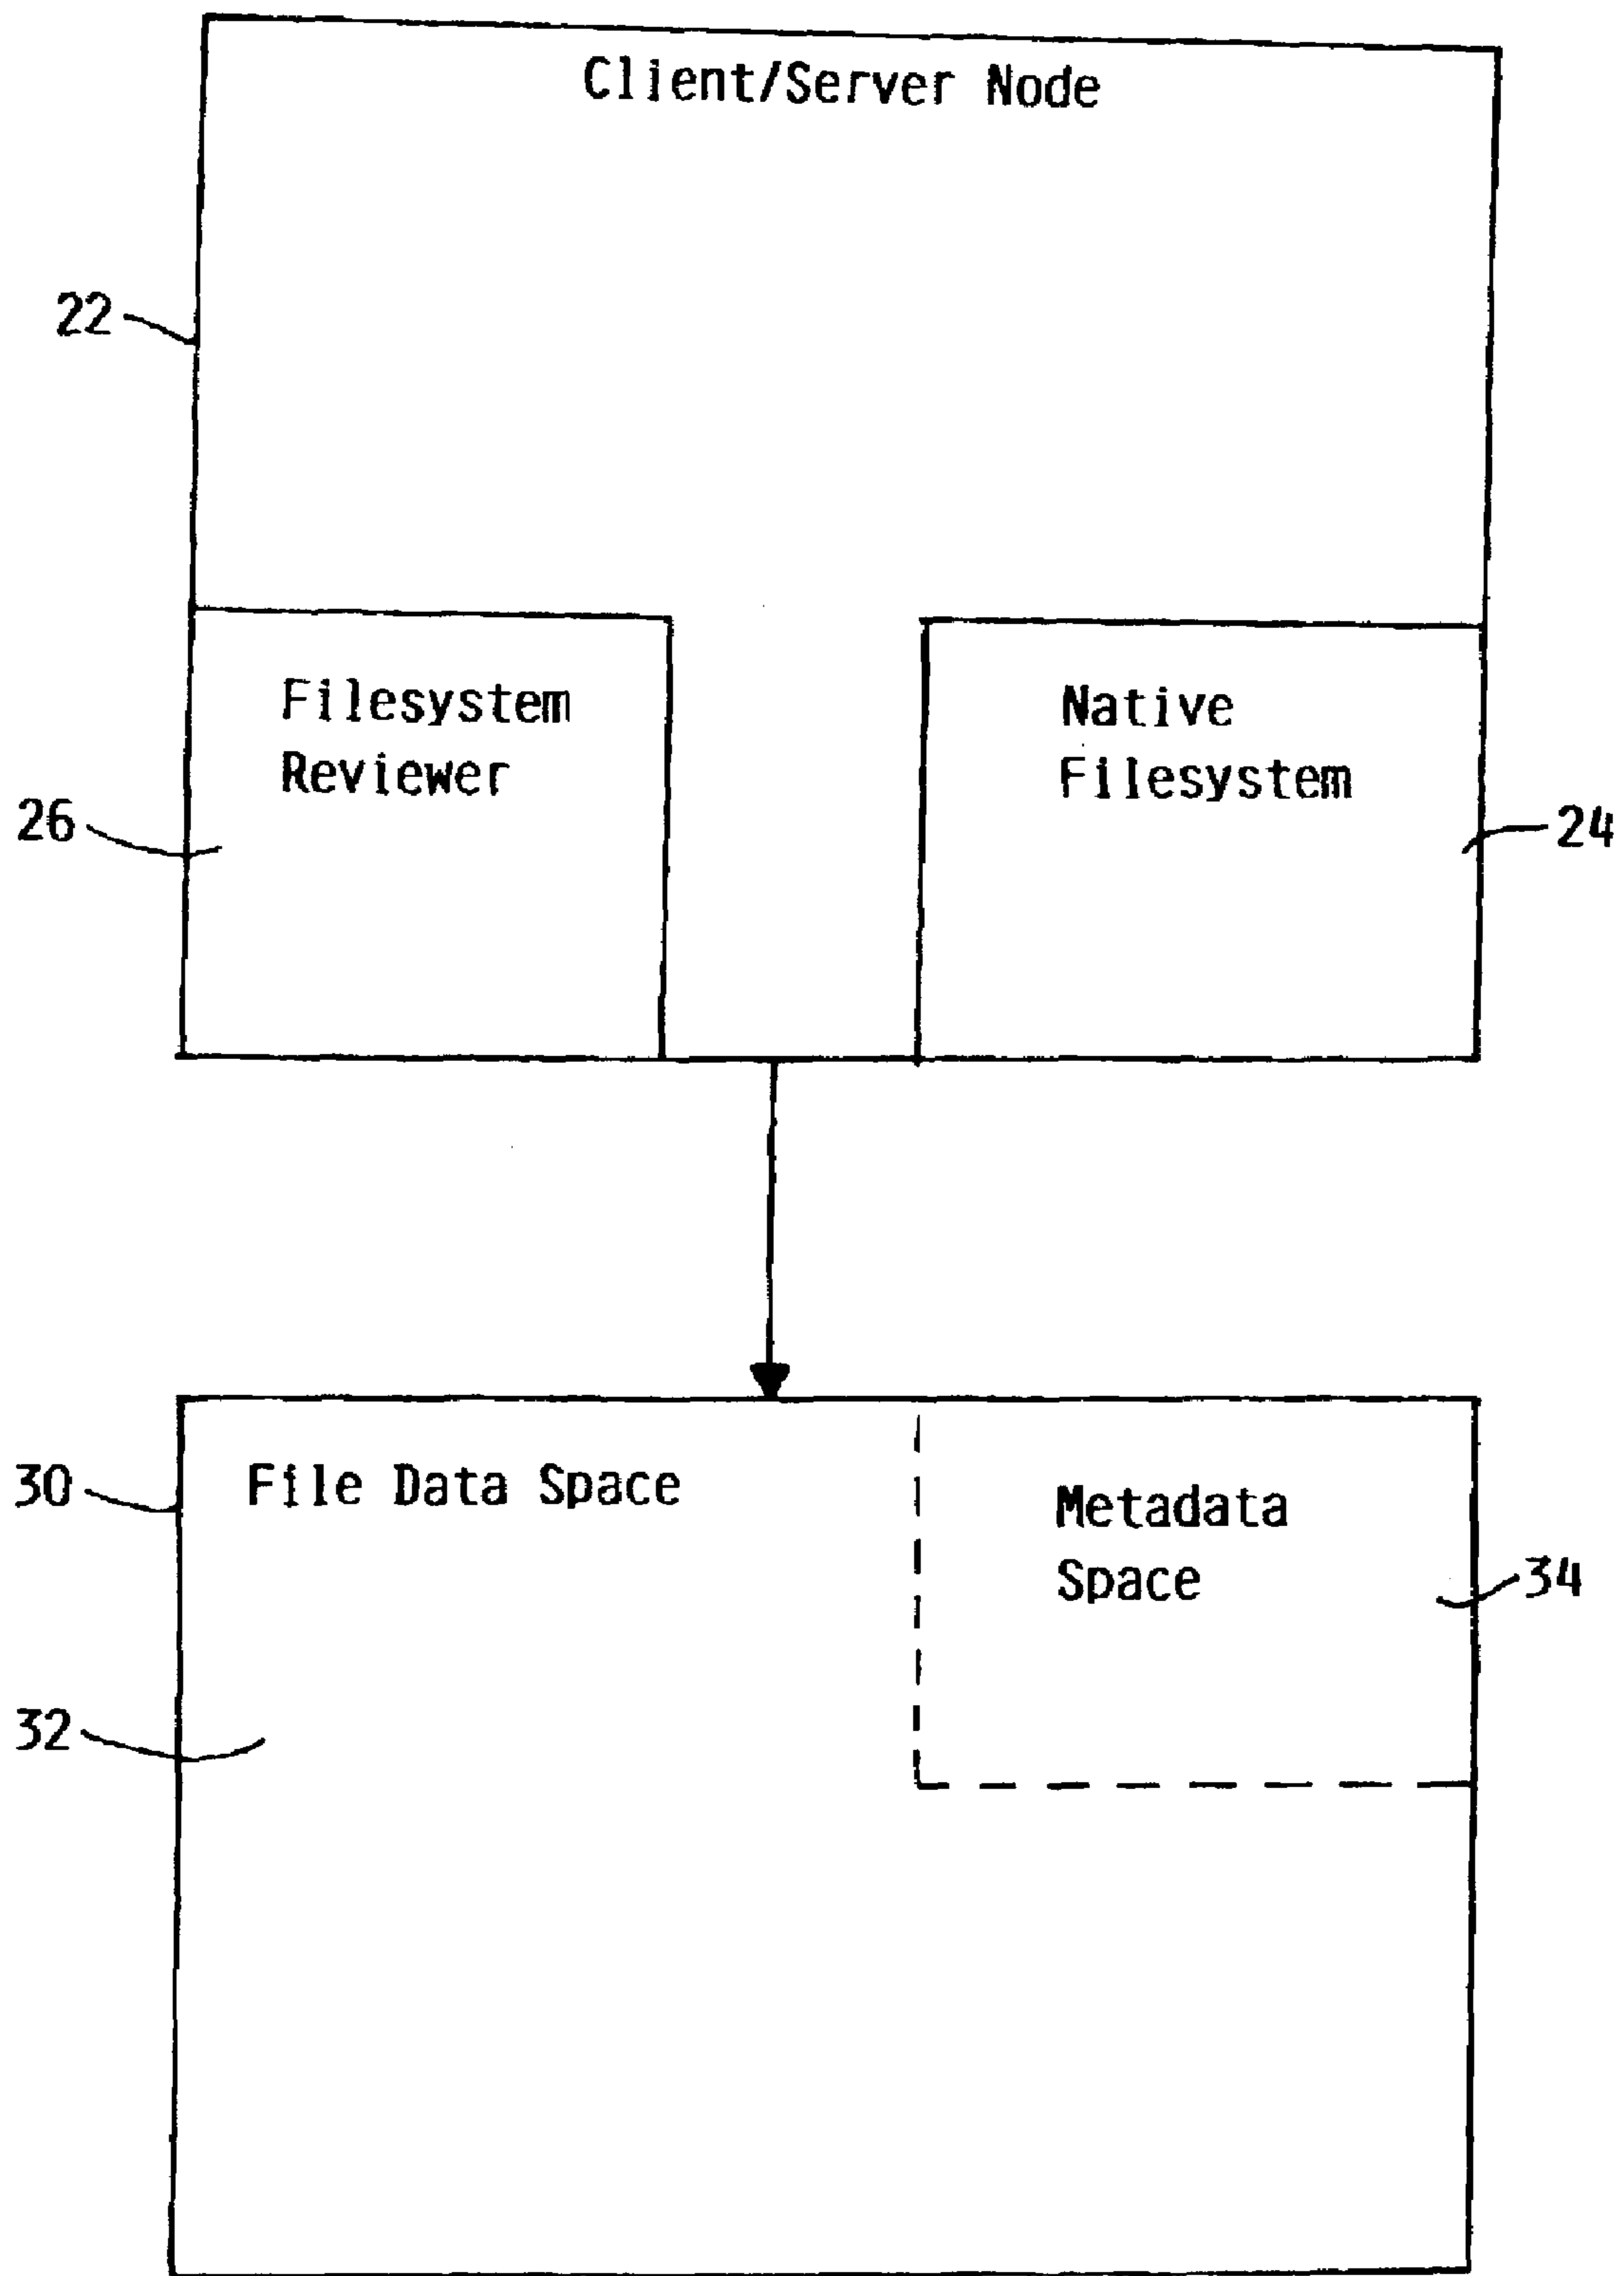 Client/Server Node
22
Filesystem
Reviewer
Native
Filesystem
26
24
30
File Data Space
Metadata
Space
34
32